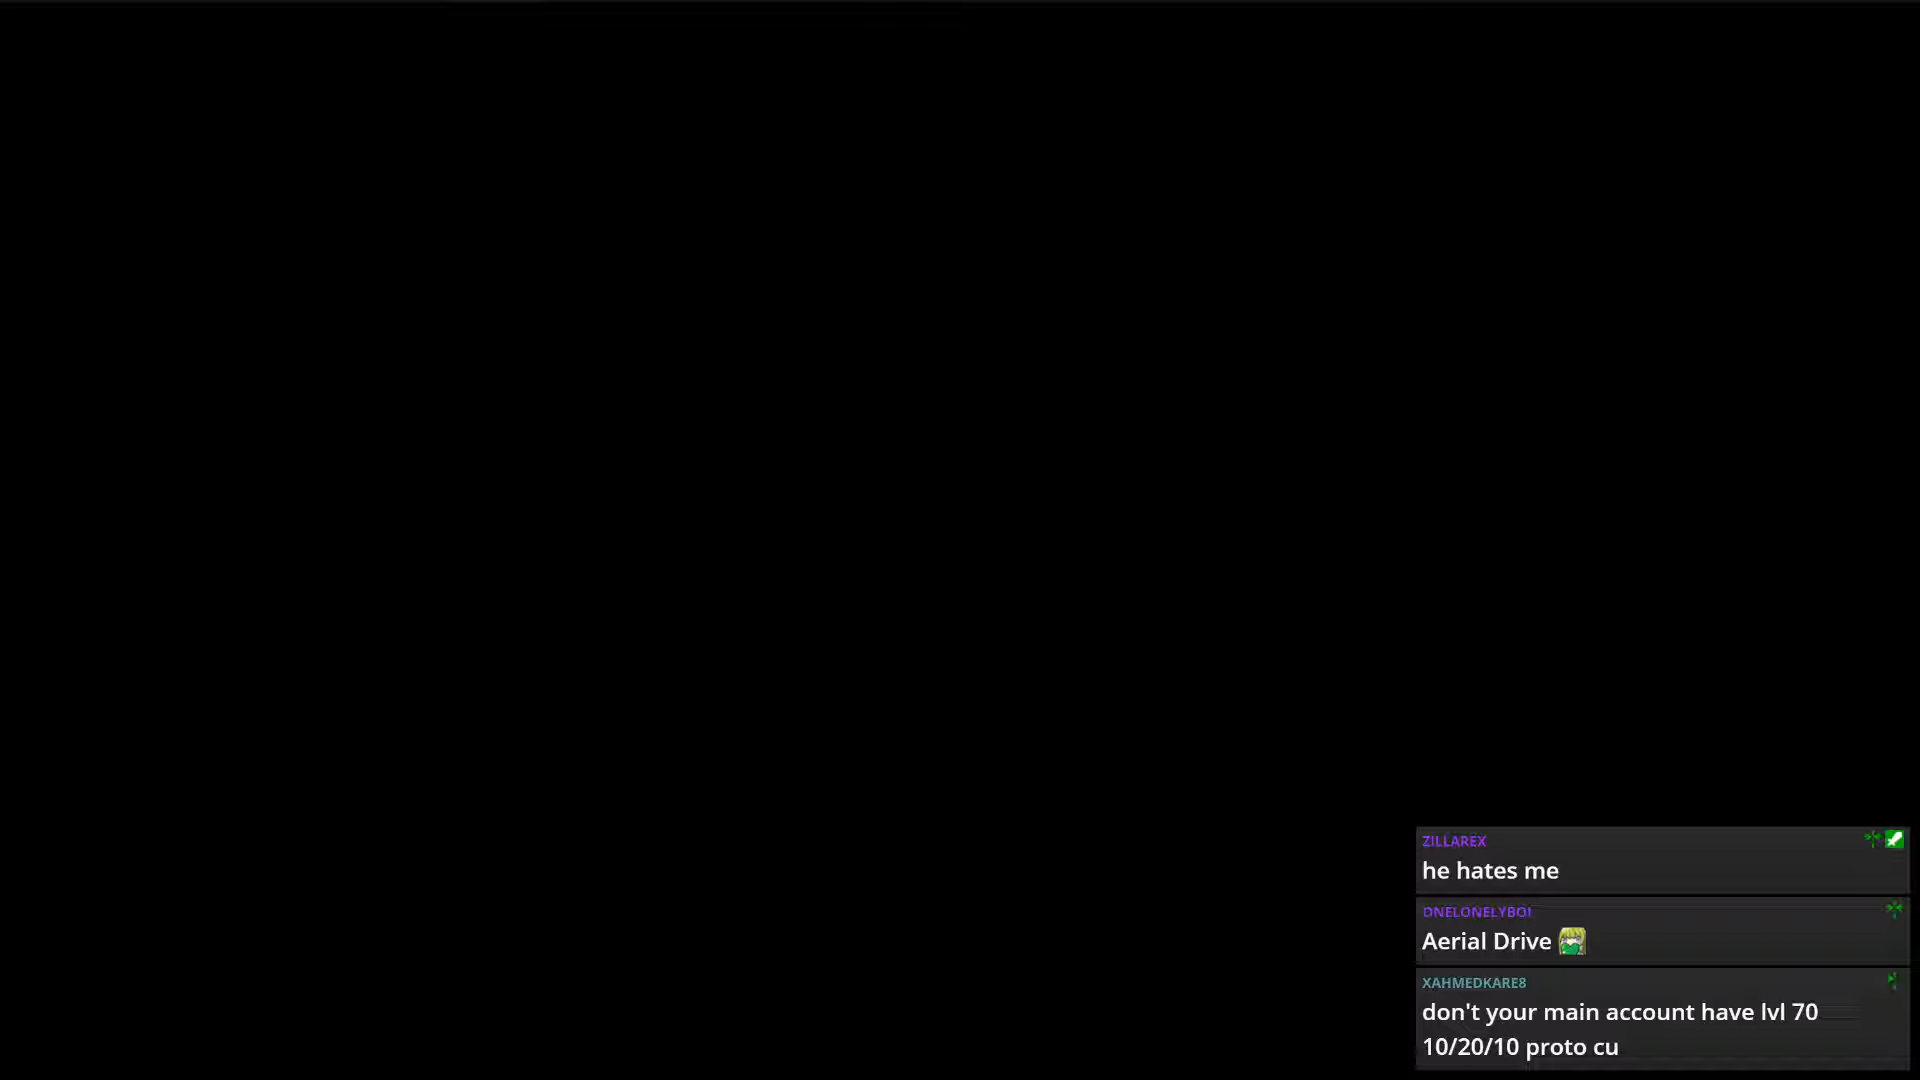 ZILLAREX
he hates me
ONELONELYBOI
Aerial Drive
XAHMEDKARE8
don't your main account have lvl 70
10/20/10 proto cu